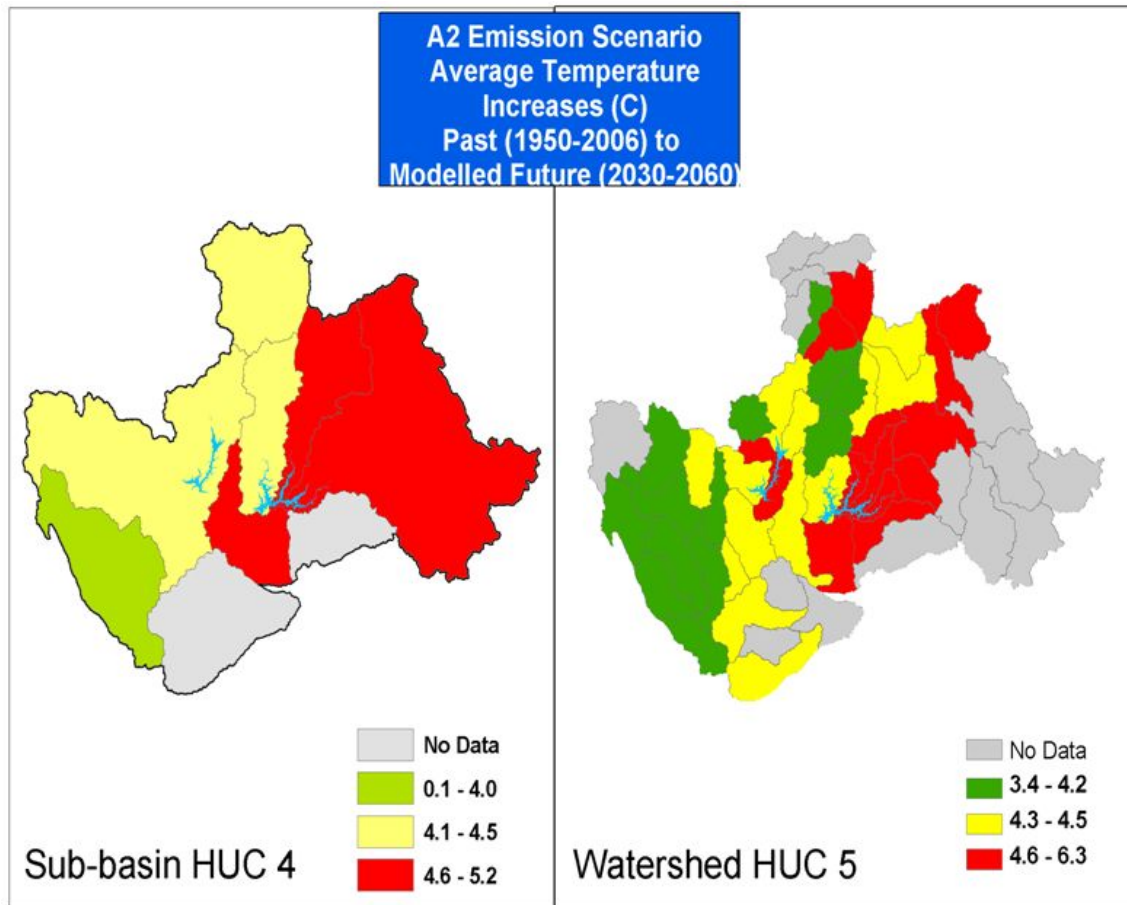 A2 Emission Scenario
Average Temperature
Increases (C)
Past (1950-2006) to
Modelled Future (2030-2060)
No Data
0.1 - 4.0
4.1 - 4.5
4.6 - 5.2
Sub-basin HUC 4
No Data
3.4 - 4.2
4.3 - 4.5
4.6 - 6.3
Watershed HUC 5